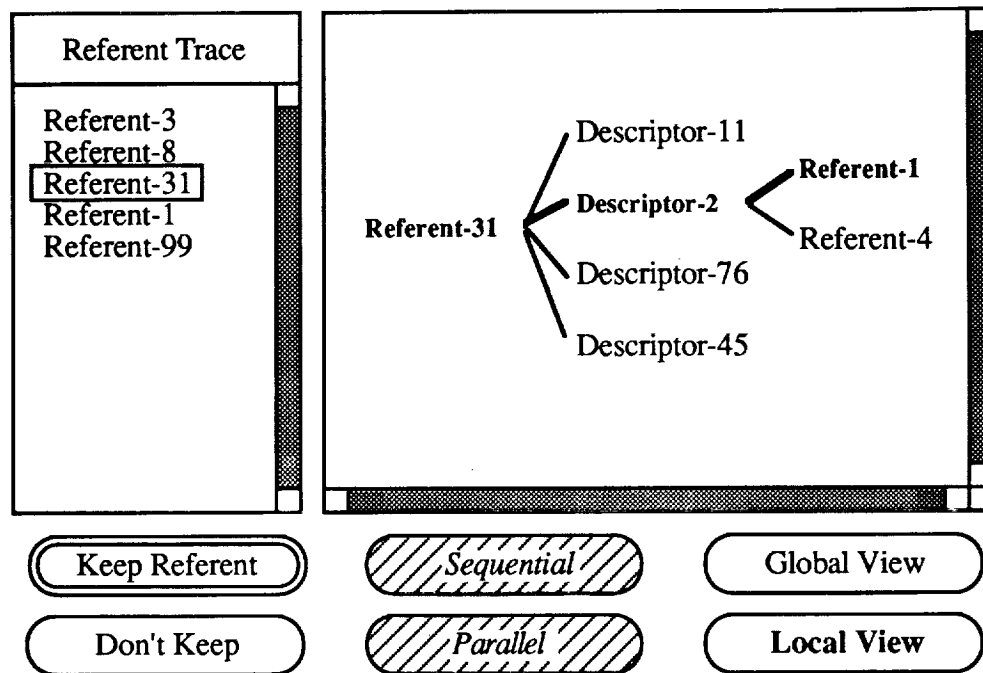 Referent Trace
Referent-3
Referent-8
Referent-31
Referent-1
Referent-99
Descriptor-11
Referent-1
Descriptor-2
Referent-31
Referent-4
Descriptor-76
Descriptor-45
Keep Referent
Sequential
Global View
Don't Keep
Parallel
Local View